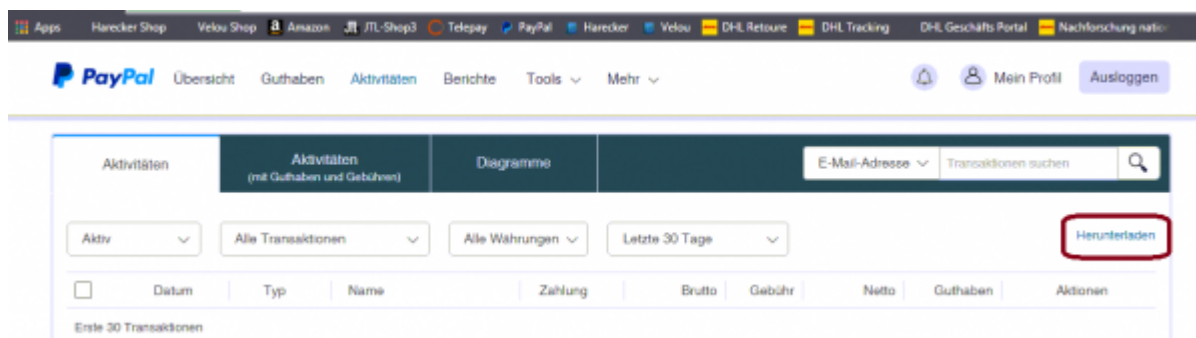 Apps Harecker Shop Velou Shop Amazon JTL-Shop3 Telepay PayPal Harecker Velou DHL Retoure DHL Tracking DHL Geschäfts Portal Nachforschung natio
PayPal Übersicht Guthaben Aktivitäten Berichte Tools Mehr Mein Profil Ausloggen
Aktivitäten Aktivitäten Diagramme E-Mail-Adresse Transaktionen suchen
(mit Guthaben und Gebühren)
Aktiv Alle Transaktionen Alle Währungen Letzte 30 Tage Herunterladen
Datum Typ Name Zahlung Brutto Gebühr Netto Guthaben Aktionen
Erste 30 Transaktionen